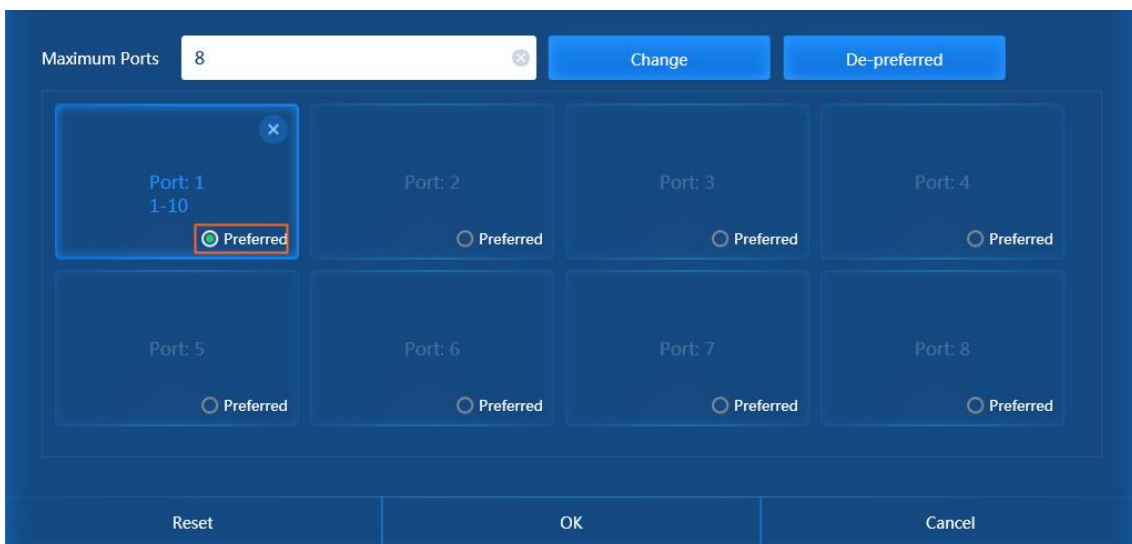 Maximum Ports 8 Change De-preferred
Port: 1 Port: 2 Port: 3 Port: 4
1-10
Preferred Preferred Preferred Preferred
Port: 5 Port: 6 Port: 7 Port: 8
Preferred Preferred Preferred Preferred
Reset OK Cancel